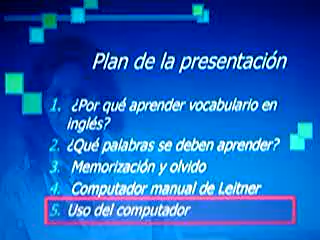 Plan de la presentación
1. ¿Por qué aprender vocabulario en
inglés?
2. ¿Qué palabras se deben aprender?
3. Memorización y olvido
4. Computador manual de Leitner
5. Uso del computador